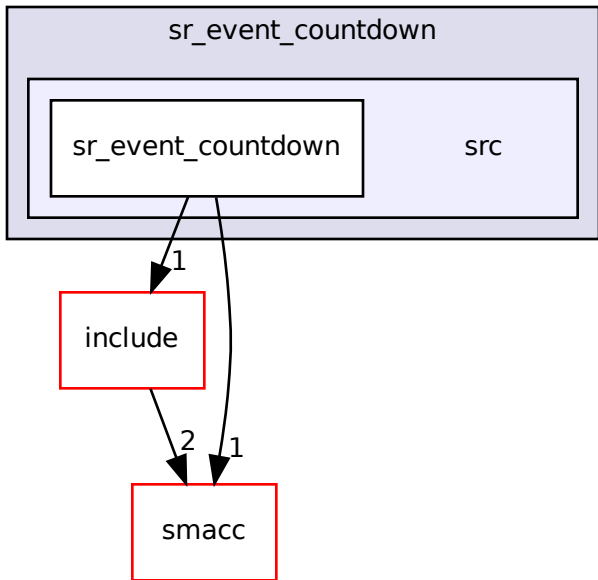 sr_event_countdown
sr_event_countdown
src
1
include
2
1
smacc